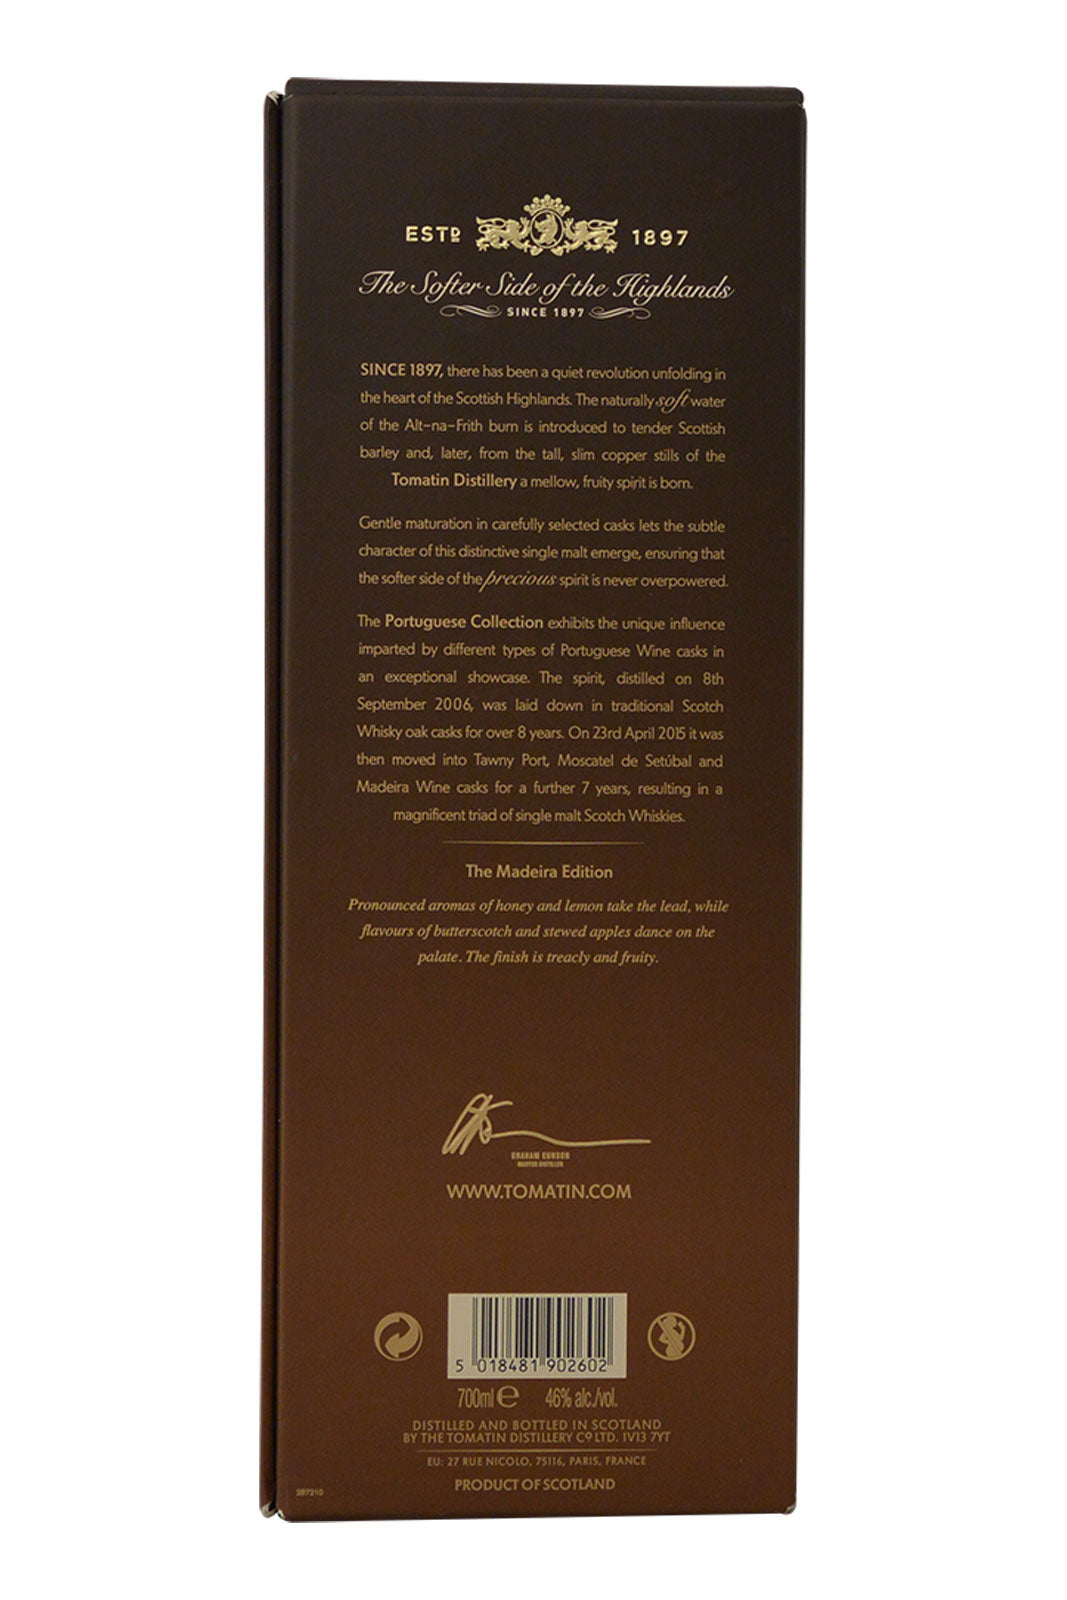 ESTD 1897
The Softer Side of the Highlands
SINCE 1897
SINCE 1897, there has been a quiet revolution unfolding in
the heart of the Scottish Highlands. The naturally soft water
of the Alt-na-Frith burn is introduced to tender Scottish
barley and, later, from the tall, slim copper stills of the
Tomatin Distillery a mellow, fruity spirit is born.
Gentle maturation in carefully selected casks lets the subtle
character of this distinctive single malt emerge, ensuring that
the softer side of the precious spirit is never overpowered.
The Portuguese Collection exhibits the unique influence
imparted by different types of Portuguese Wine casks in
an exceptional showcase. The spirit, distilled on 8th
September 2006, was laid down in traditional Scotch
Whisky oak casks for over 8 years. On 23rd April 2015 it was
then moved into Tawny Port, Moscatel de Setúbal and
Madeira Wine casks for a further 7 years, resulting in a
magnificent triad of single malt Scotch Whiskies.
The Madeira Edition
Pronounced aromas of honey and lemon take the lead, while
flavours of butterscotch and stewed apples dance on the
palate. The finish is treacly and fruity.
GRAHAM EUNSON
MASTER DISTILLER
WWW.TOMATIN.COM
5 018481 902602
700ml e 46% alc./vol.
DISTILLED AND BOTTLED IN SCOTLAND
BY THE TOMATIN DISTILLERY Cº LTD. IV13 7YT
EU: 27 RUE NICOLO, 75116, PARIS, FRANCE
PRODUCT OF SCOTLAND
287210